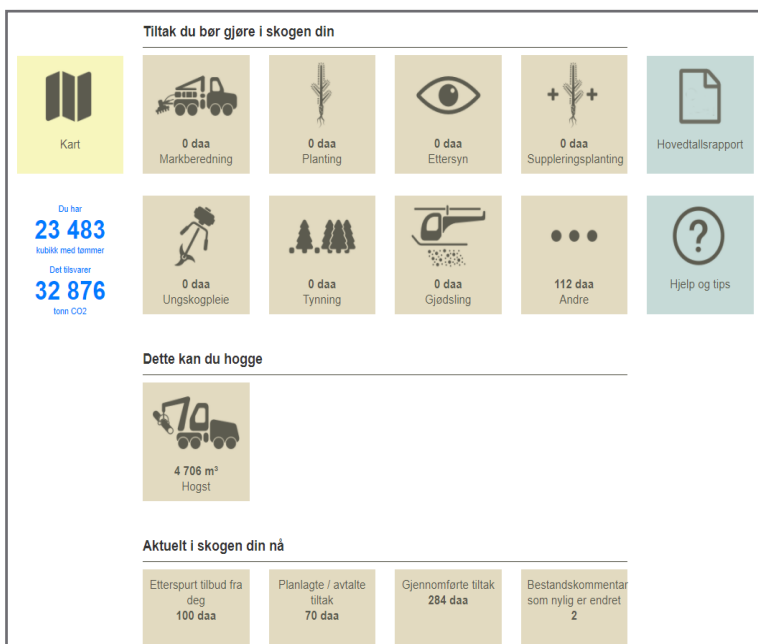 Tiltak du bør gjøre i skogen din
Kart
0 daa
Markberedning
0 daa
Planting
0 daa
Ettersyn
0 daa
Suppleringsplanting
Hovedtallsrapport
Du har
23 483
kubikk med tømmer
Det tilsvarer
32 876
tonn CO2
0 daa
Ungskogpleie
0 daa
Tynning
0 daa
Gjødsling
112 daa
Andre
Hjelp og tips
Dette kan du hogge
4 706 m³
Hogst
Aktuelt i skogen din nå
Etterspurt tilbud fra
deg
100 daa
Planlagte / avtalte
tiltak
70 daa
Gjennomførte tiltak
284 daa
Bestandskommentar
som nylig er endret
2